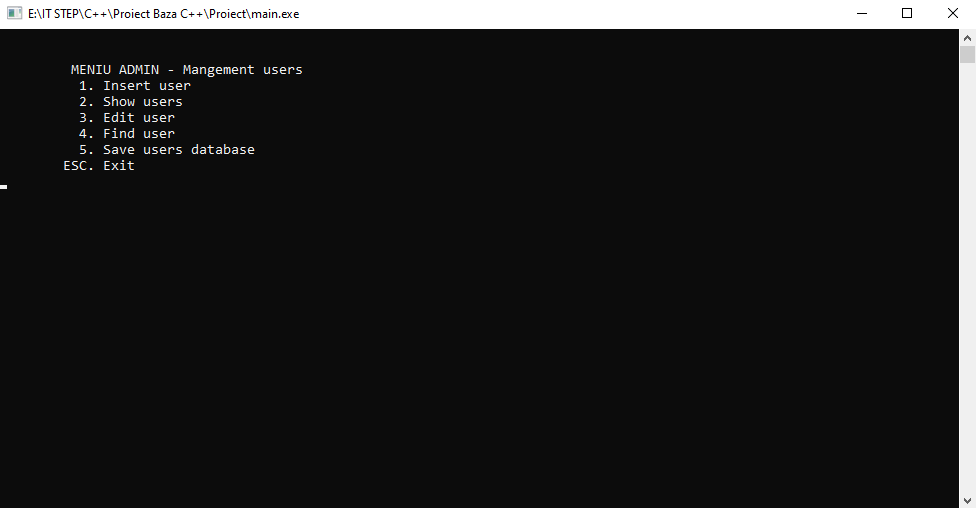 E:\IT STEP\C++\Proiect Baza C++\Project\main.exe
MENIU ADMIN - Mangement users
1. Insert user
2. Show users
3. Edit user
4. Find user
5. Save users database
ESC. Exit